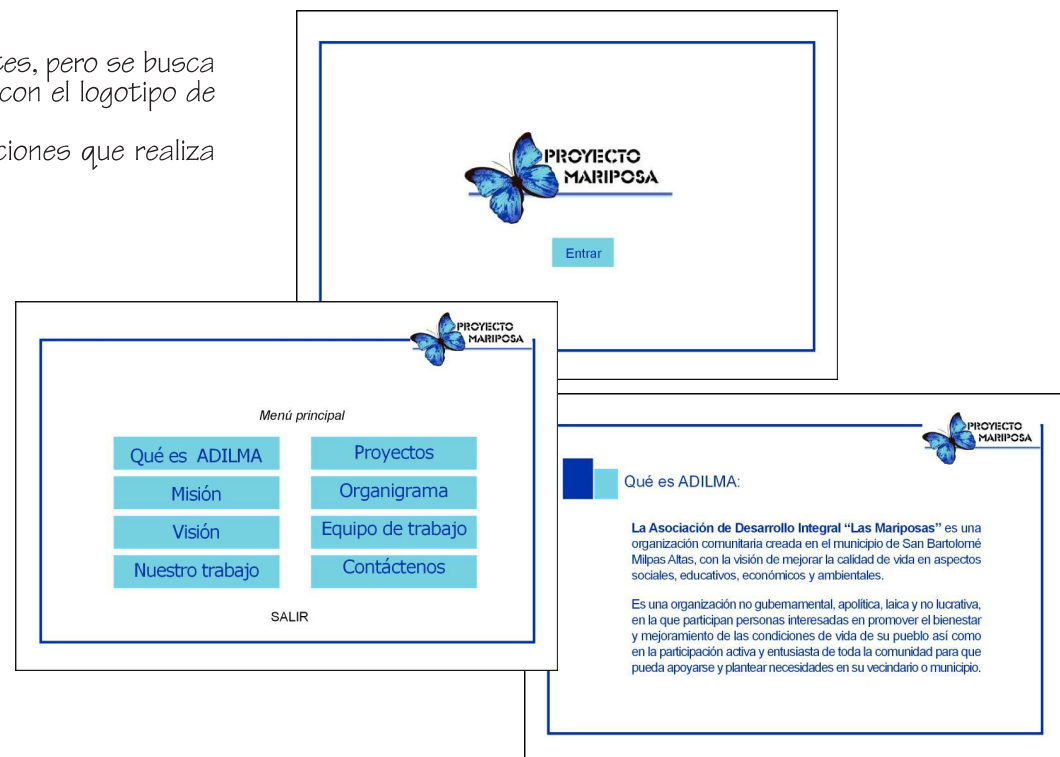 tes, pero se busca
con el logotipo de
ciones que realiza
PROYECTO
MARIPOSA
Entrar
PROYECTO
MARIPOSA
Menú principal
Qué es ADILMA
Proyectos
Misión
Organigrama
Visión
Equipo de trabajo
Nuestro trabajo
Contáctenos
SALIR
PROYECTO
MARIPOSA
Qué es ADILMA:
La Asociación de Desarrollo Integral “Las Mariposas” es una
organización comunitaria creada en el municipio de San Bartolomé
Milpas Altas, con la visión de mejorar la calidad de vida en aspectos
sociales, educativos, económicos y ambientales.
Es una organización no gubernamental, apolítica, laica y no lucrativa,
en la que participan personas interesadas en promover el bienestar
y mejoramiento de las condiciones de vida de su pueblo así como
en la participación activa y entusiasta de toda la comunidad para que
pueda apoyarse y plantear necesidades en su vecindario o municipio.